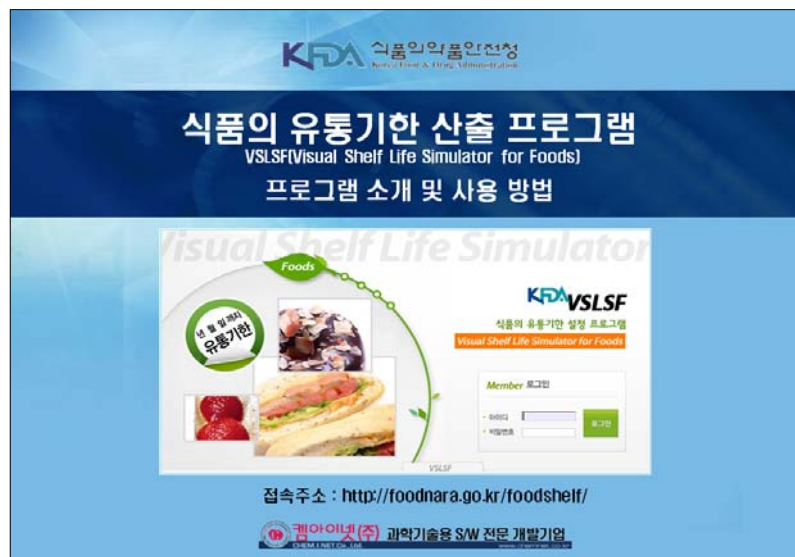 KFDA 식품의약품안전청
Korea Food & Drug Administration
식품의 유통기한 산출 프로그램
VSLSF(Visual Shelf Life Simulator for Foods)
프로그램 소개 및 사용 방법
Visual Shelf Life Simulator
Foods
년 월 일까지
유통기한
KFDA VSLSF
식품의 유통기한 설정 프로그램
Visual Shelf Life Simulator for Foods
Member 로그인
아이디
비밀번호
로그인
VSLSF
접속주소 : http://foodnara.go.kr/foodshelf/
켐아이넷(주) 과학기술용 S/W 전문 개발기업
CHEM.I.NET Co.,Ltd. www.chemnet.co.kr